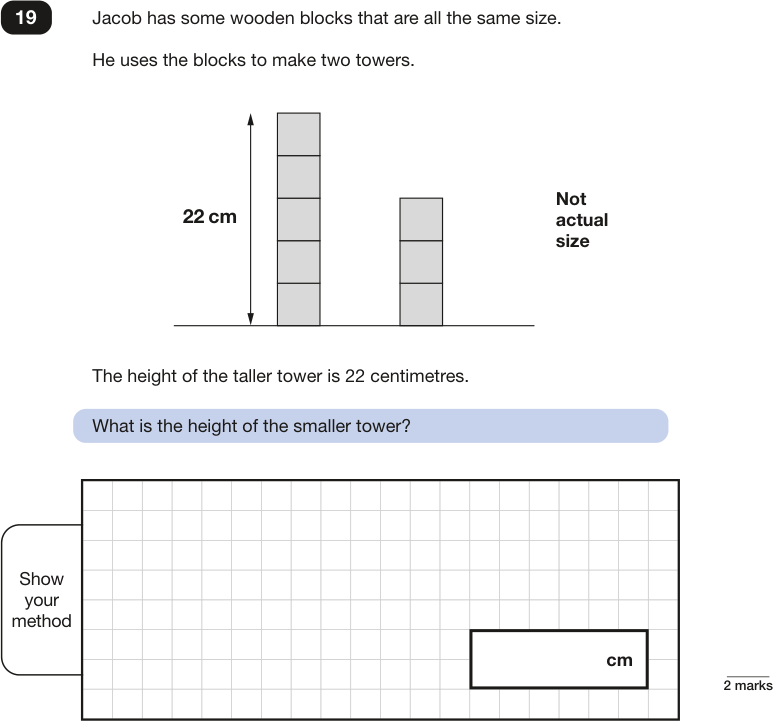 19
Jacob has some wooden blocks that are all the same size.
He uses the blocks to make two towers.
22 cm
Not
actual
size
The height of the taller tower is 22 centimetres.
What is the height of the smaller tower?
Show
your
method
cm
2 marks